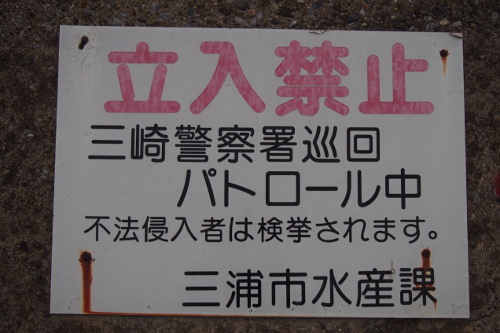 立入禁止
三崎警察署巡回
パトロール中
不法侵入者は検挙されます。
三浦市水産課